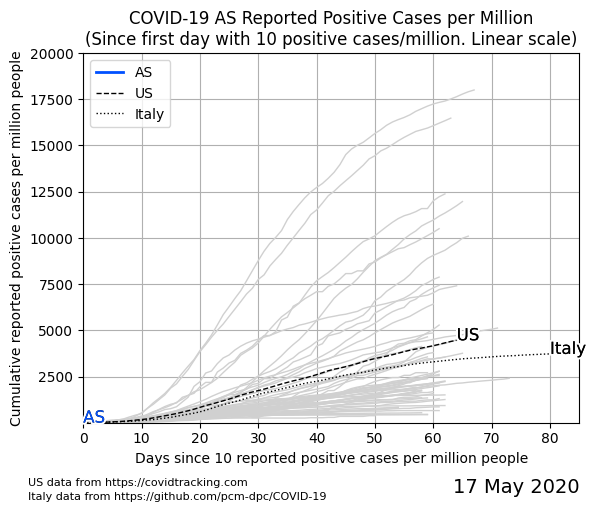 COVID-19 AS Reported Positive Cases per Million
(Since first day with 10 positive cases/million. Linear scale)
Cumulative reported positive cases per million people
20000
17500
15000
12500
10000
7500
5000
2500
AS
US
Italy
US
Italy
AS
0 10 20 30 40 50 60 70 80
Days since 10 reported positive cases per million people
US data from https://covidtracking.com
Italy data from https://github.com/pcm-dpc/COVID-19
17 May 2020